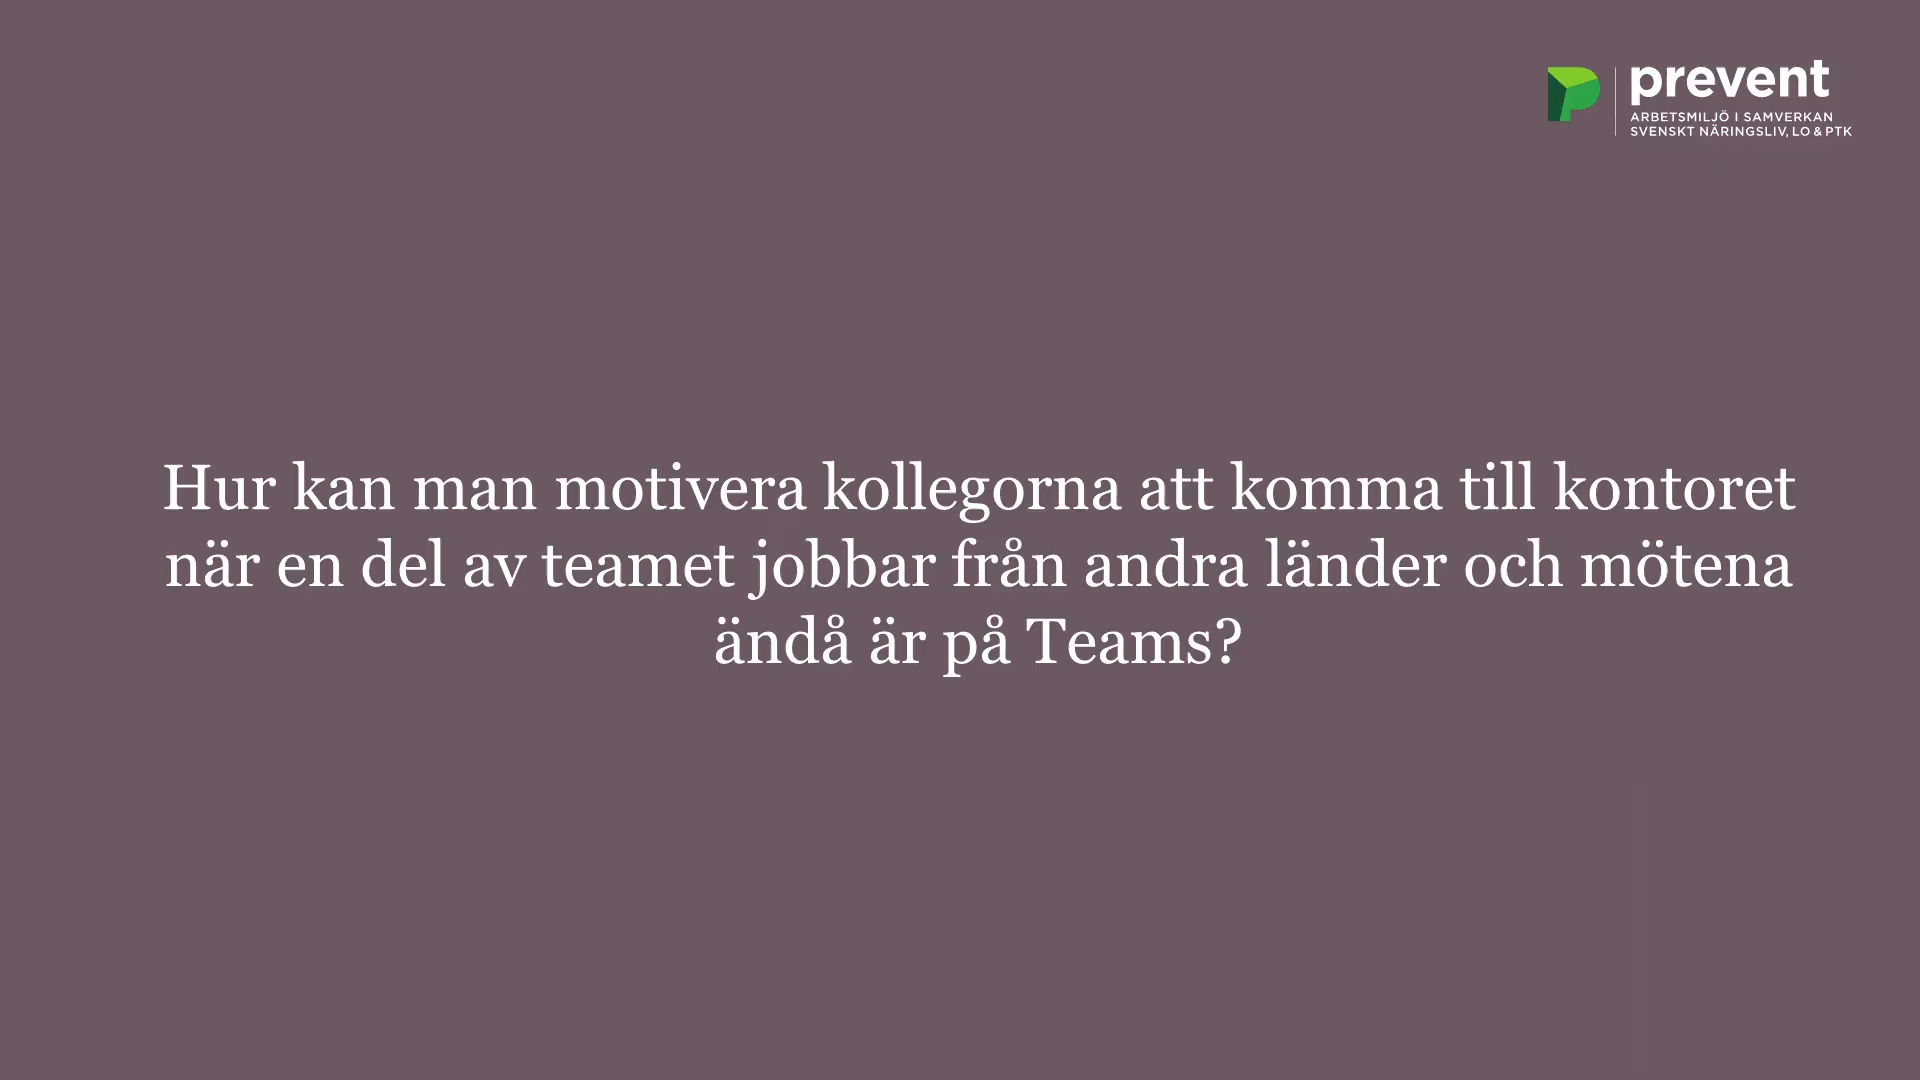 prevent
ARBETSMILJÖ I SAMVERKAN
SVENSKT NÄRINGSLIV, LO & PTK
Hur kan man motivera kollegorna att komma till kontoret
när en del av teamet jobbar från andra länder och mötena
ändå är på Teams?